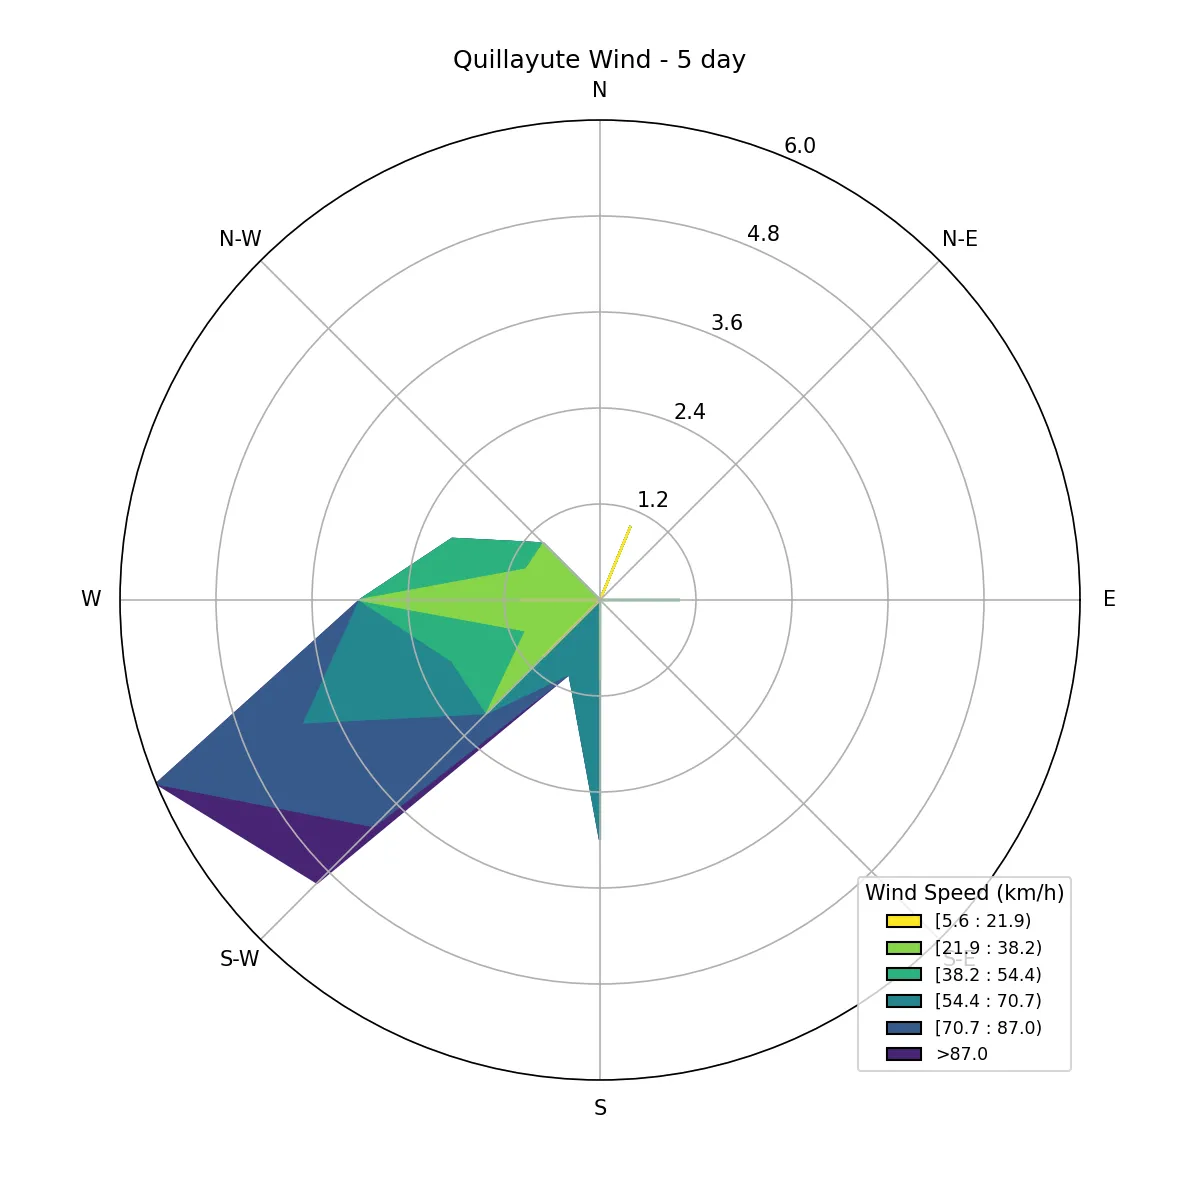 Quillayute Wind - 5 day
N
6.0
N-W
4.8
N-E
3.6
2.4
1.2
W
E
S-W
S-E
S
Wind Speed (km/h)
[5.6 : 21.9)
[21.9 : 38.2)
[38.2 : 54.4)
[54.4 : 70.7)
[70.7 : 87.0)
>87.0